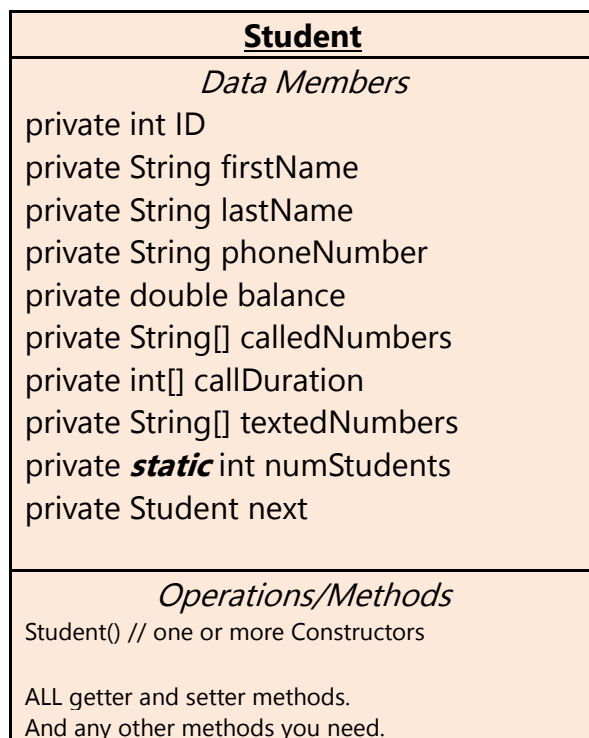 Student
Data Members
private int ID
private String firstName
private String lastName
private String phoneNumber
private double balance
private String[] calledNumbers
private int[] callDuration
private String[] textedNumbers
private static int numStudents
private Student next
Operations/Methods
Student() // one or more Constructors
ALL getter and setter methods.
And any other methods you need.